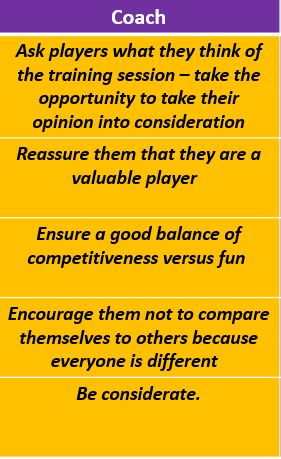 Coach
Ask players what they think of
the training session – take the
opportunity to take their
opinion into consideration
Reassure them that they are a
valuable player
Ensure a good balance of
competitiveness versus fun
Encourage them not to compare
themselves to others because
everyone is different
Be considerate.